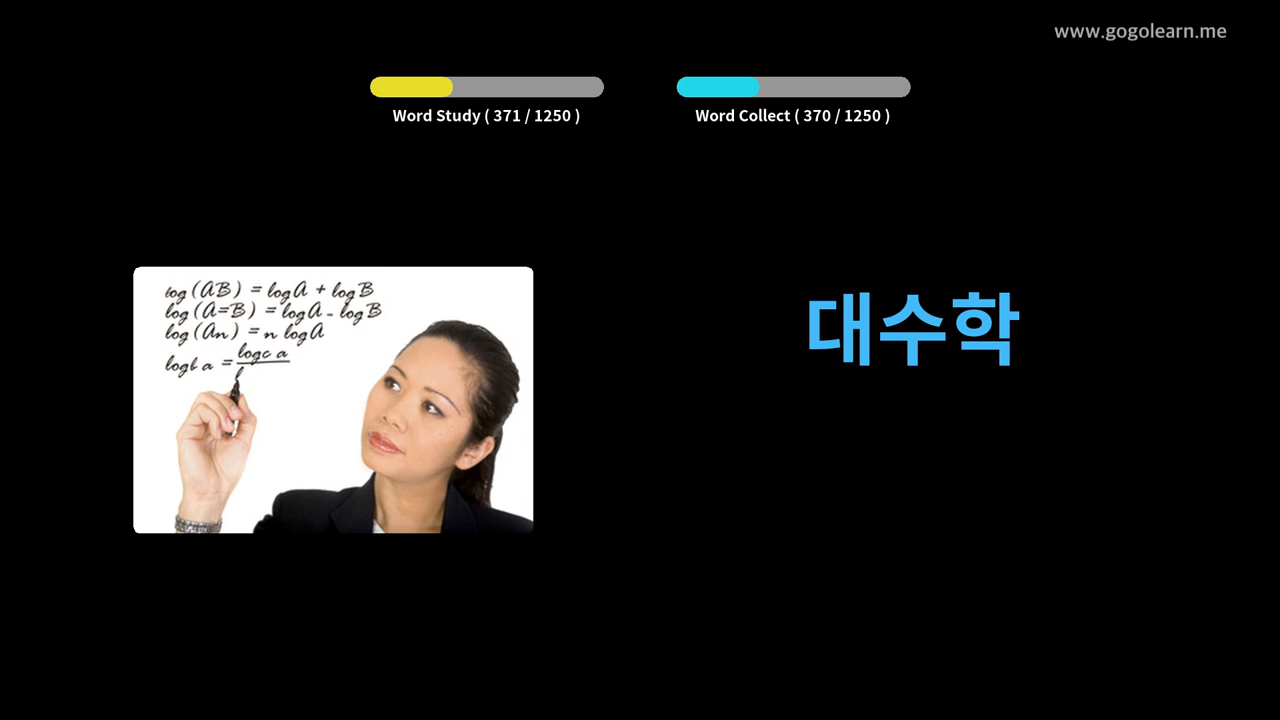 www.gogolearn.me
Word Study ( 371 / 1250 )
Word Collect ( 370 / 1250 )
log (AB) = log A + log B
log (A=B) = log A - log B
log (An) = n log A
logb a = logc a
대수학